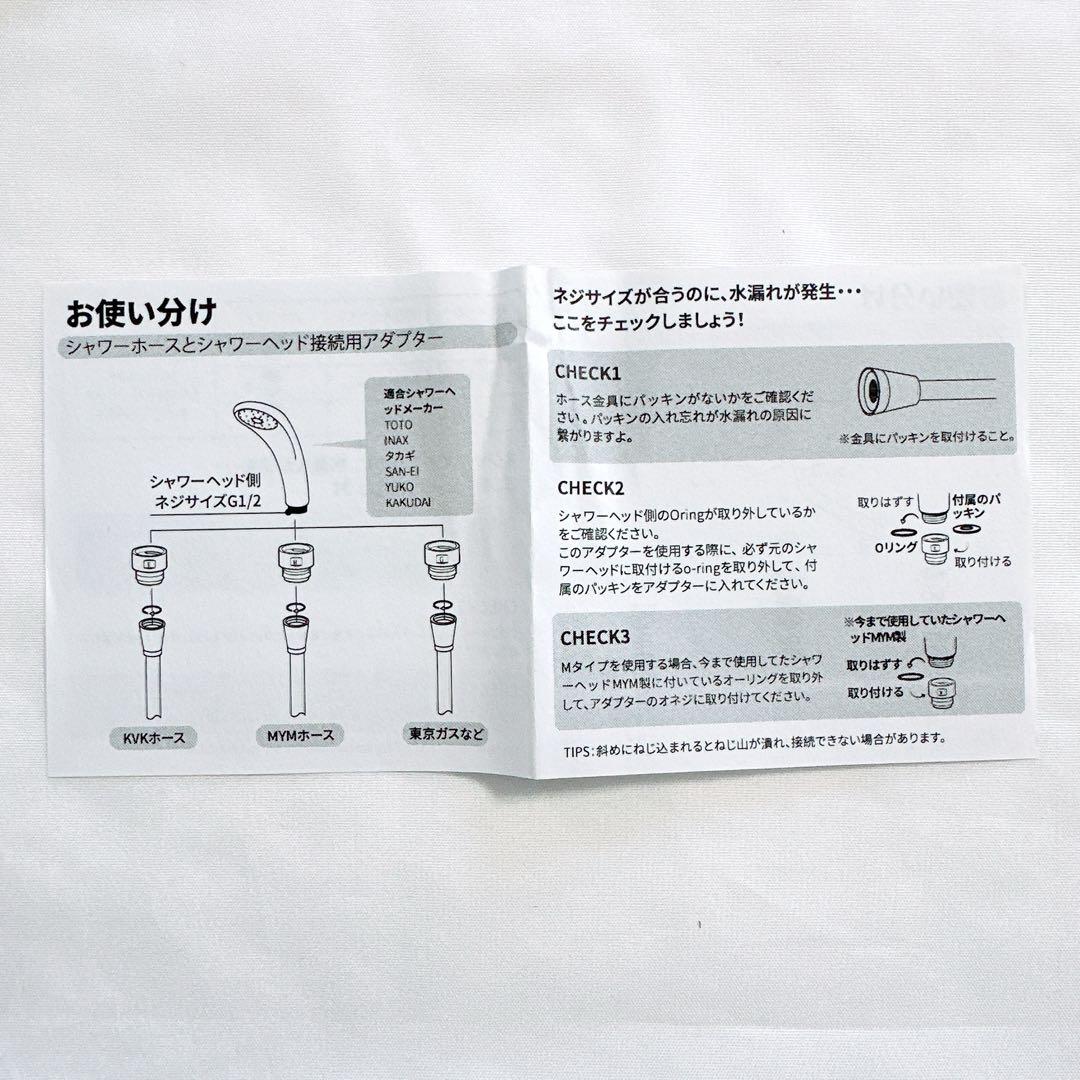 お使い分け
シャワーホースとシャワーヘッド接続用アダプター
適合シャワーヘ
ッドメーカー
TOTO
INAX
タカギ
SAN-EI
YUKO
KAKUDAI
シャワーヘッド側
ネジサイズG1/2
M
KVKホース
MYMホース
東京ガスなど
ネジサイズが合うのに、水漏れが発生・・・
ここをチェックしましょう！
CHECK1
ホース金具にパッキンがないかをご確認くだ
さい。パッキンの入れ忘れが水漏れの原因に
繋がりますよ。
※金具にパッキンを取付けること。
CHECK2
シャワーヘッド側のOringが取り外しているか
をご確認ください。
このアダプターを使用する際に、必ず元のシャ
ワーヘッドに取付けるo-ringを取り外して、付
属のパッキンをアダプターに入れてください。
取りはずす
付属のパ
ッキン
Oリング
取り付ける
CHECK3
Mタイプを使用する場合、今まで使用してたシャワ
ーヘッドMYM製に付いているオーリングを取り外
して、アダプターのオネジに取り付けてください。
※今まで使用していたシャワーヘ
ッドMYM製
取りはずす
取り付ける
TIPS：斜めにねじ込まれるとねじ山が潰れ、接続できない場合があります。